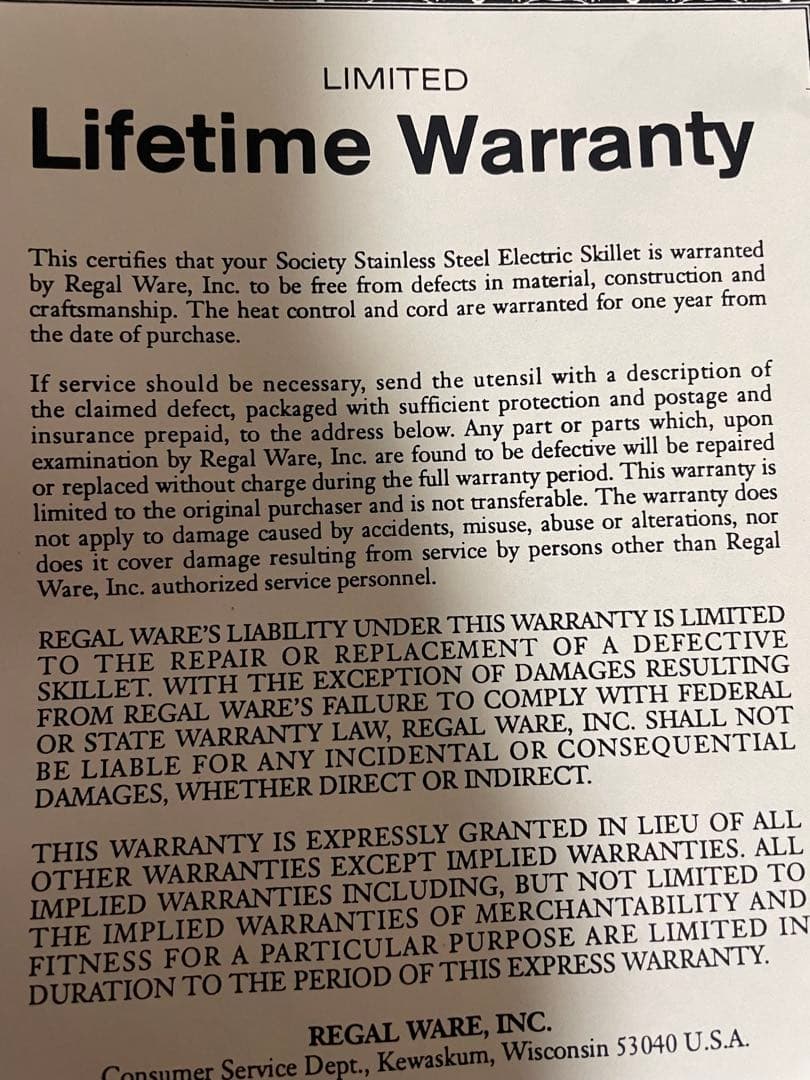 LIMITED
Lifetime Warranty
This certifies that your Society Stainless Steel Electric Skillet is warranted
by Regal Ware, Inc. to be free from defects in material, construction and
craftsmanship. The heat control and cord are warranted for one year from
the date of purchase.
If service should be necessary, send the utensil with a description of
the claimed defect, packaged with sufficient protection and postage and
insurance prepaid, to the address below. Any part or parts which, upon
examination by Regal Ware, Inc. are found to be defective will be repaired
or replaced without charge during the full warranty period. This warranty is
limited to the original purchaser and is not transferable. The warranty does
not apply to damage caused by accidents, misuse, abuse or alterations, nor
does it cover damage resulting from service by persons other than Regal
Ware, Inc. authorized service personnel.
REGAL WARE'S LIABILITY UNDER THIS WARRANTY IS LIMITED
TO THE REPAIR OR REPLACEMENT OF A DEFECTIVE
SKILLET. WITH THE EXCEPTION OF DAMAGES RESULTING
FROM REGAL WARE'S FAILURE TO COMPLY WITH FEDERAL
OR STATE WARRANTY LAW, REGAL WARE, INC. SHALL NOT
BE LIABLE FOR ANY INCIDENTAL OR CONSEQUENTIAL
DAMAGES, WHETHER DIRECT OR INDIRECT.
THIS WARRANTY IS EXPRESSLY GRANTED IN LIEU OF ALL
OTHER WARRANTIES EXCEPT IMPLIED WARRANTIES. ALL
IMPLIED WARRANTIES INCLUDING, BUT NOT LIMITED TO
THE IMPLIED WARRANTIES OF MERCHANTABILITY AND
FITNESS FOR A PARTICULAR PURPOSE ARE LIMITED IN
DURATION TO THE PERIOD OF THIS EXPRESS WARRANTY.
REGAL WARE, INC.
Consumer Service Dept., Kewaskum, Wisconsin 53040 U.S.A.